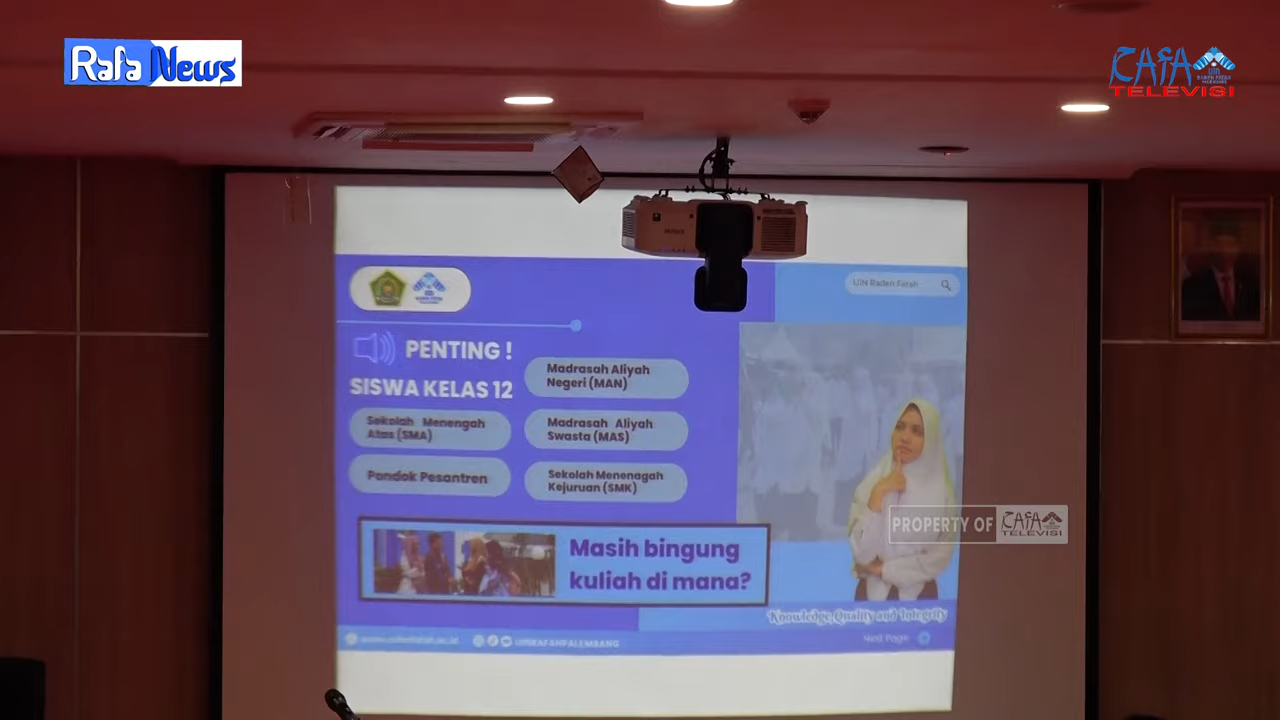 Rafa News
RAFA
TELEVISI
UIN Raden Fatah
PENTING !
SISWA KELAS 12
Sekolah Menengah
Atas (SMA)
Pondok Pesantren
Madrasah Aliyah
Negeri (MAN)
Madrasah Aliyah
Swasta (MAS)
Sekolah Menenagah
Kejuruan (SMK)
Masih bingung
kuliah di mana?
PROPERTY OF RAFA
TELEVISI
Knowledge, Quality and Integrity
UINRAFAHPALEMBANG
Next Page